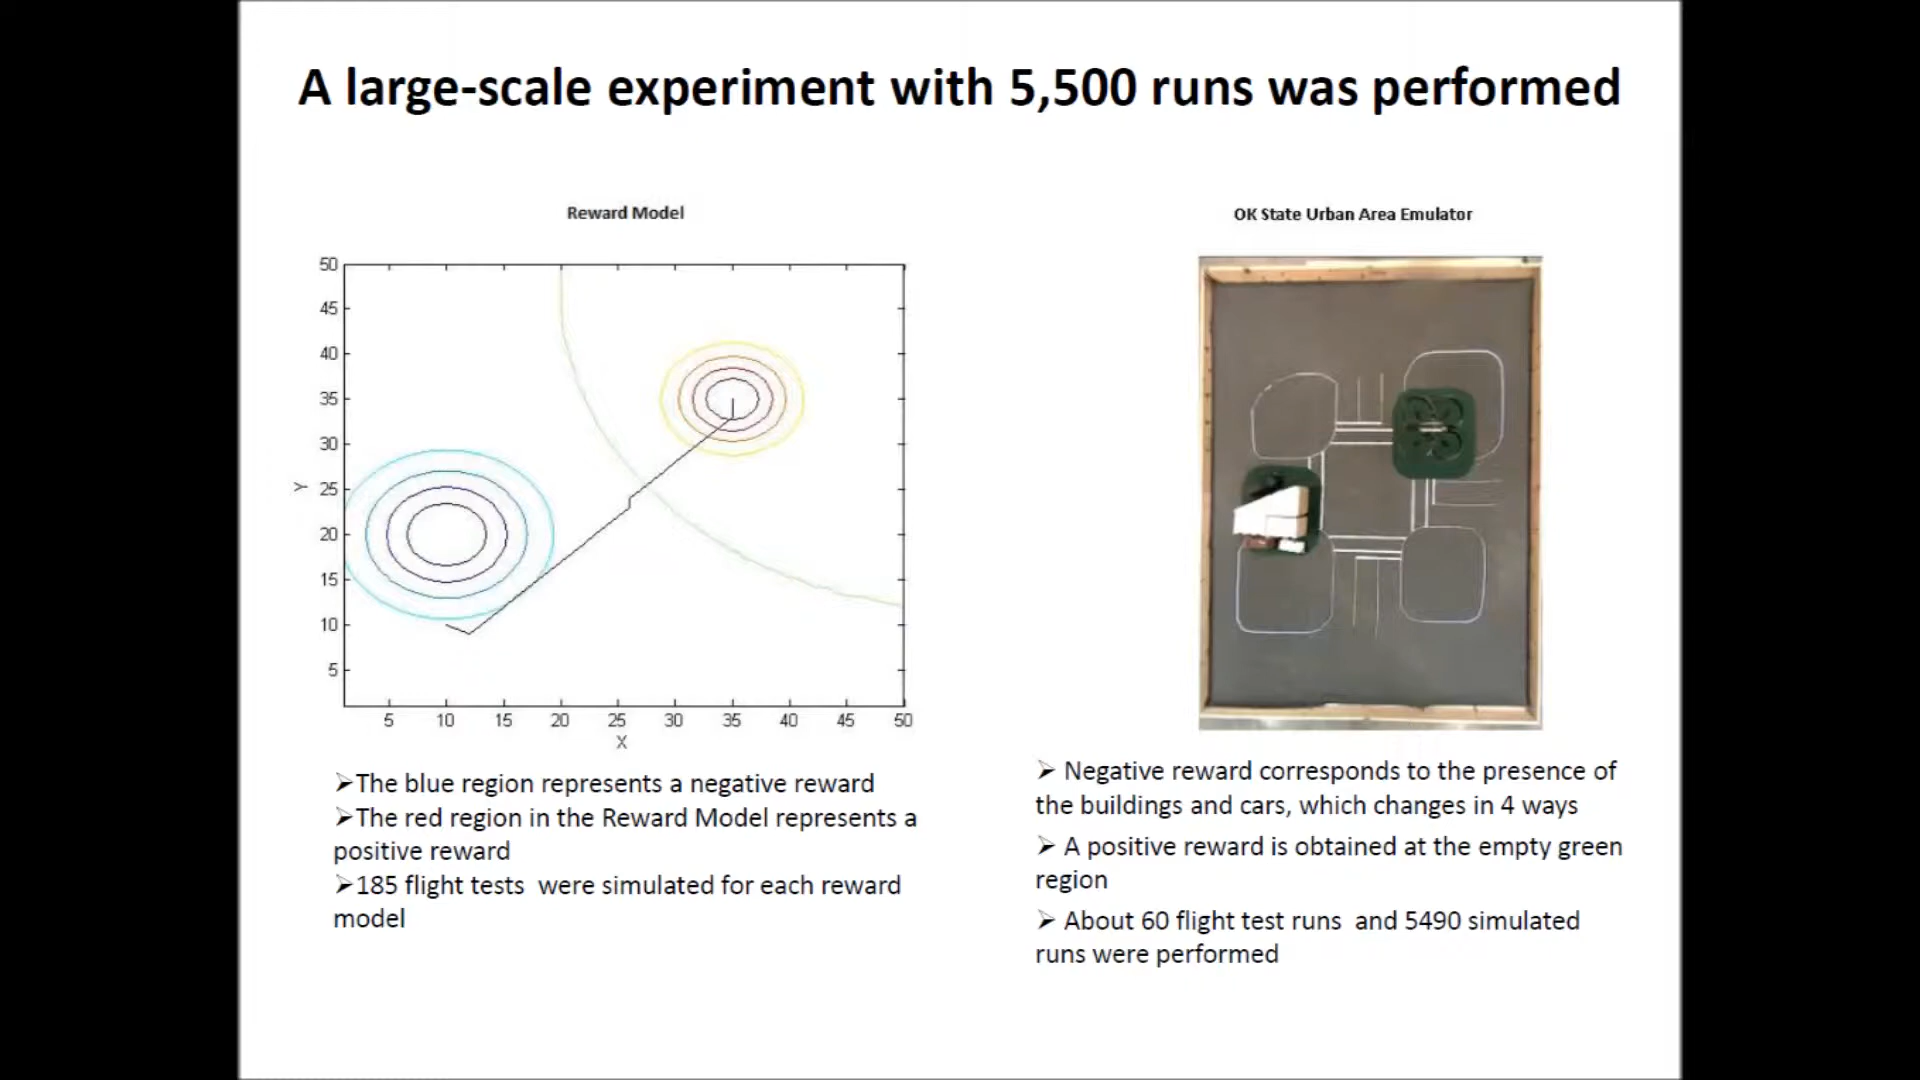 A large-scale experiment with 5,500 runs was performed
Reward Model
50
45
40
35
30
25
20
15
10
5
Y
5 10 15 20 25 30 35 40 45 50
X
➢The blue region represents a negative reward
➢The red region in the Reward Model represents a
positive reward
➢185 flight tests were simulated for each reward
model
OK State Urban Area Emulator
➢ Negative reward corresponds to the presence of
the buildings and cars, which changes in 4 ways
➢ A positive reward is obtained at the empty green
region
➢ About 60 flight test runs and 5490 simulated
runs were performed